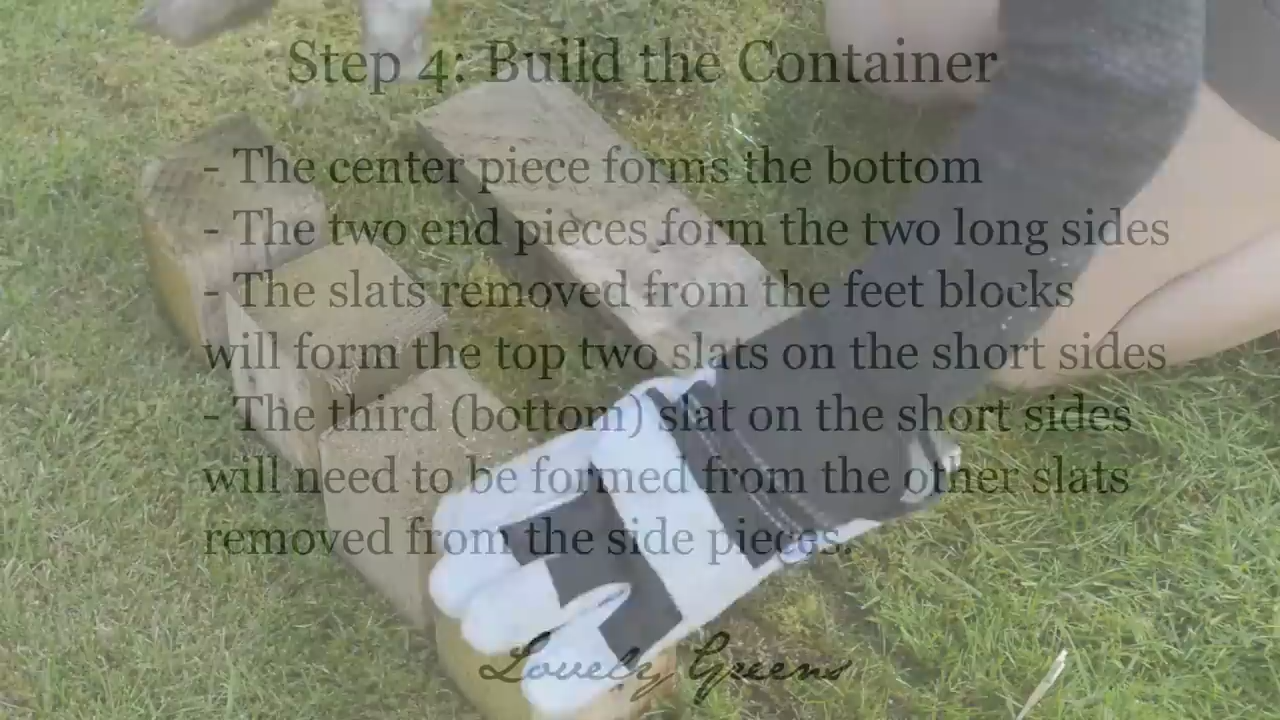 Step 4: Build the Container
- The center piece forms the bottom
- The two end pieces form the two long sides
- The slats removed from the feet blocks
will form the top two slats on the short sides
- The third (bottom) slat on the short sides
will need to be formed from the other slats
removed from the side pieces.
Lovely Greens